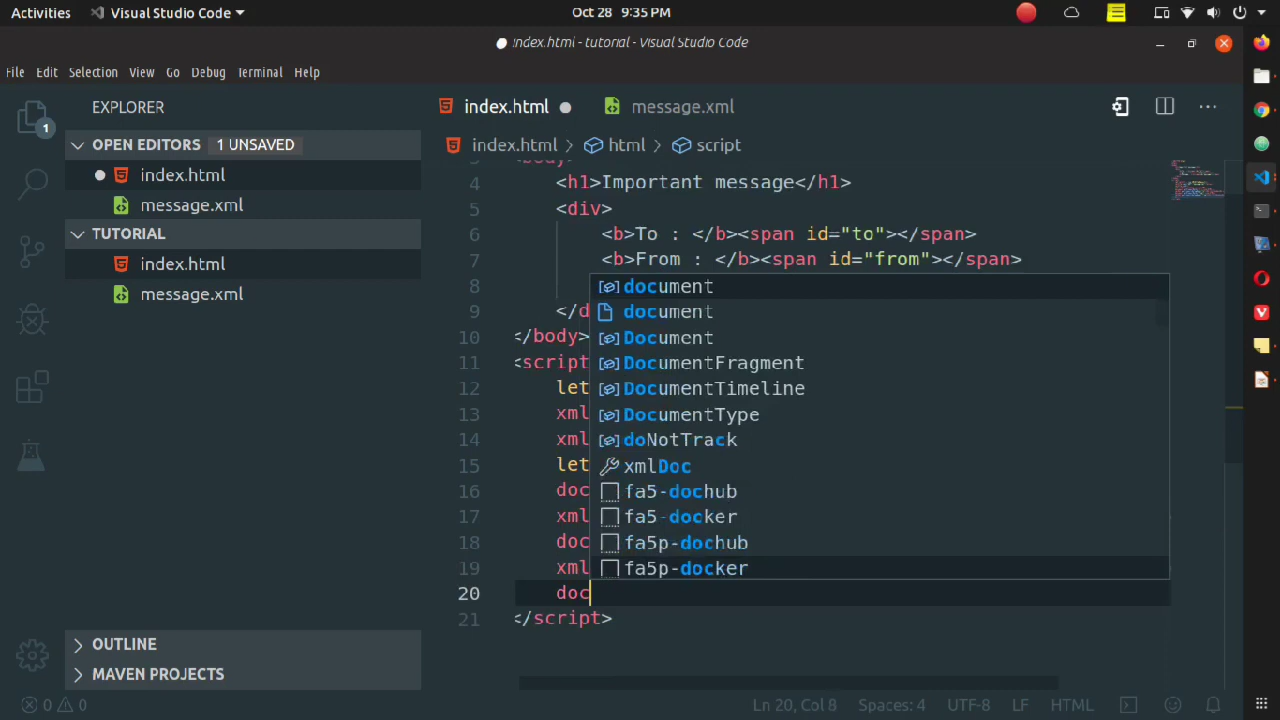 Activities
Visual Studio Code
Oct 28 9:35 PM
index.html - tutorial - Visual Studio Code
File Edit Selection View Go Debug Terminal Help
EXPLORER
OPEN EDITORS 1 UNSAVED
index.html
message.xml
TUTORIAL
index.html
message.xml
OUTLINE
MAVEN PROJECTS
1
index.html
message.xml
index.html > html > script
4 <h1>Important message</h1>
5 <div>
6 <b>To : </b><span id="to"></span>
7 <b>From : </b><span id="from"></span>
8
9 </d
10 </body>
11 <script
12 let
13 xml
14 xml
15 let
16 doc
17 xml
18 doc
19 xml
20 doc
21 </script>
document
document
Document
DocumentFragment
DocumentTimeline
DocumentType
doNotTrack
xmlDoc
fa5-dochub
fa5-docker
fa5p-dochub
fa5p-docker
0 0
Ln 20, Col 8 Spaces: 4 UTF-8 LF HTML